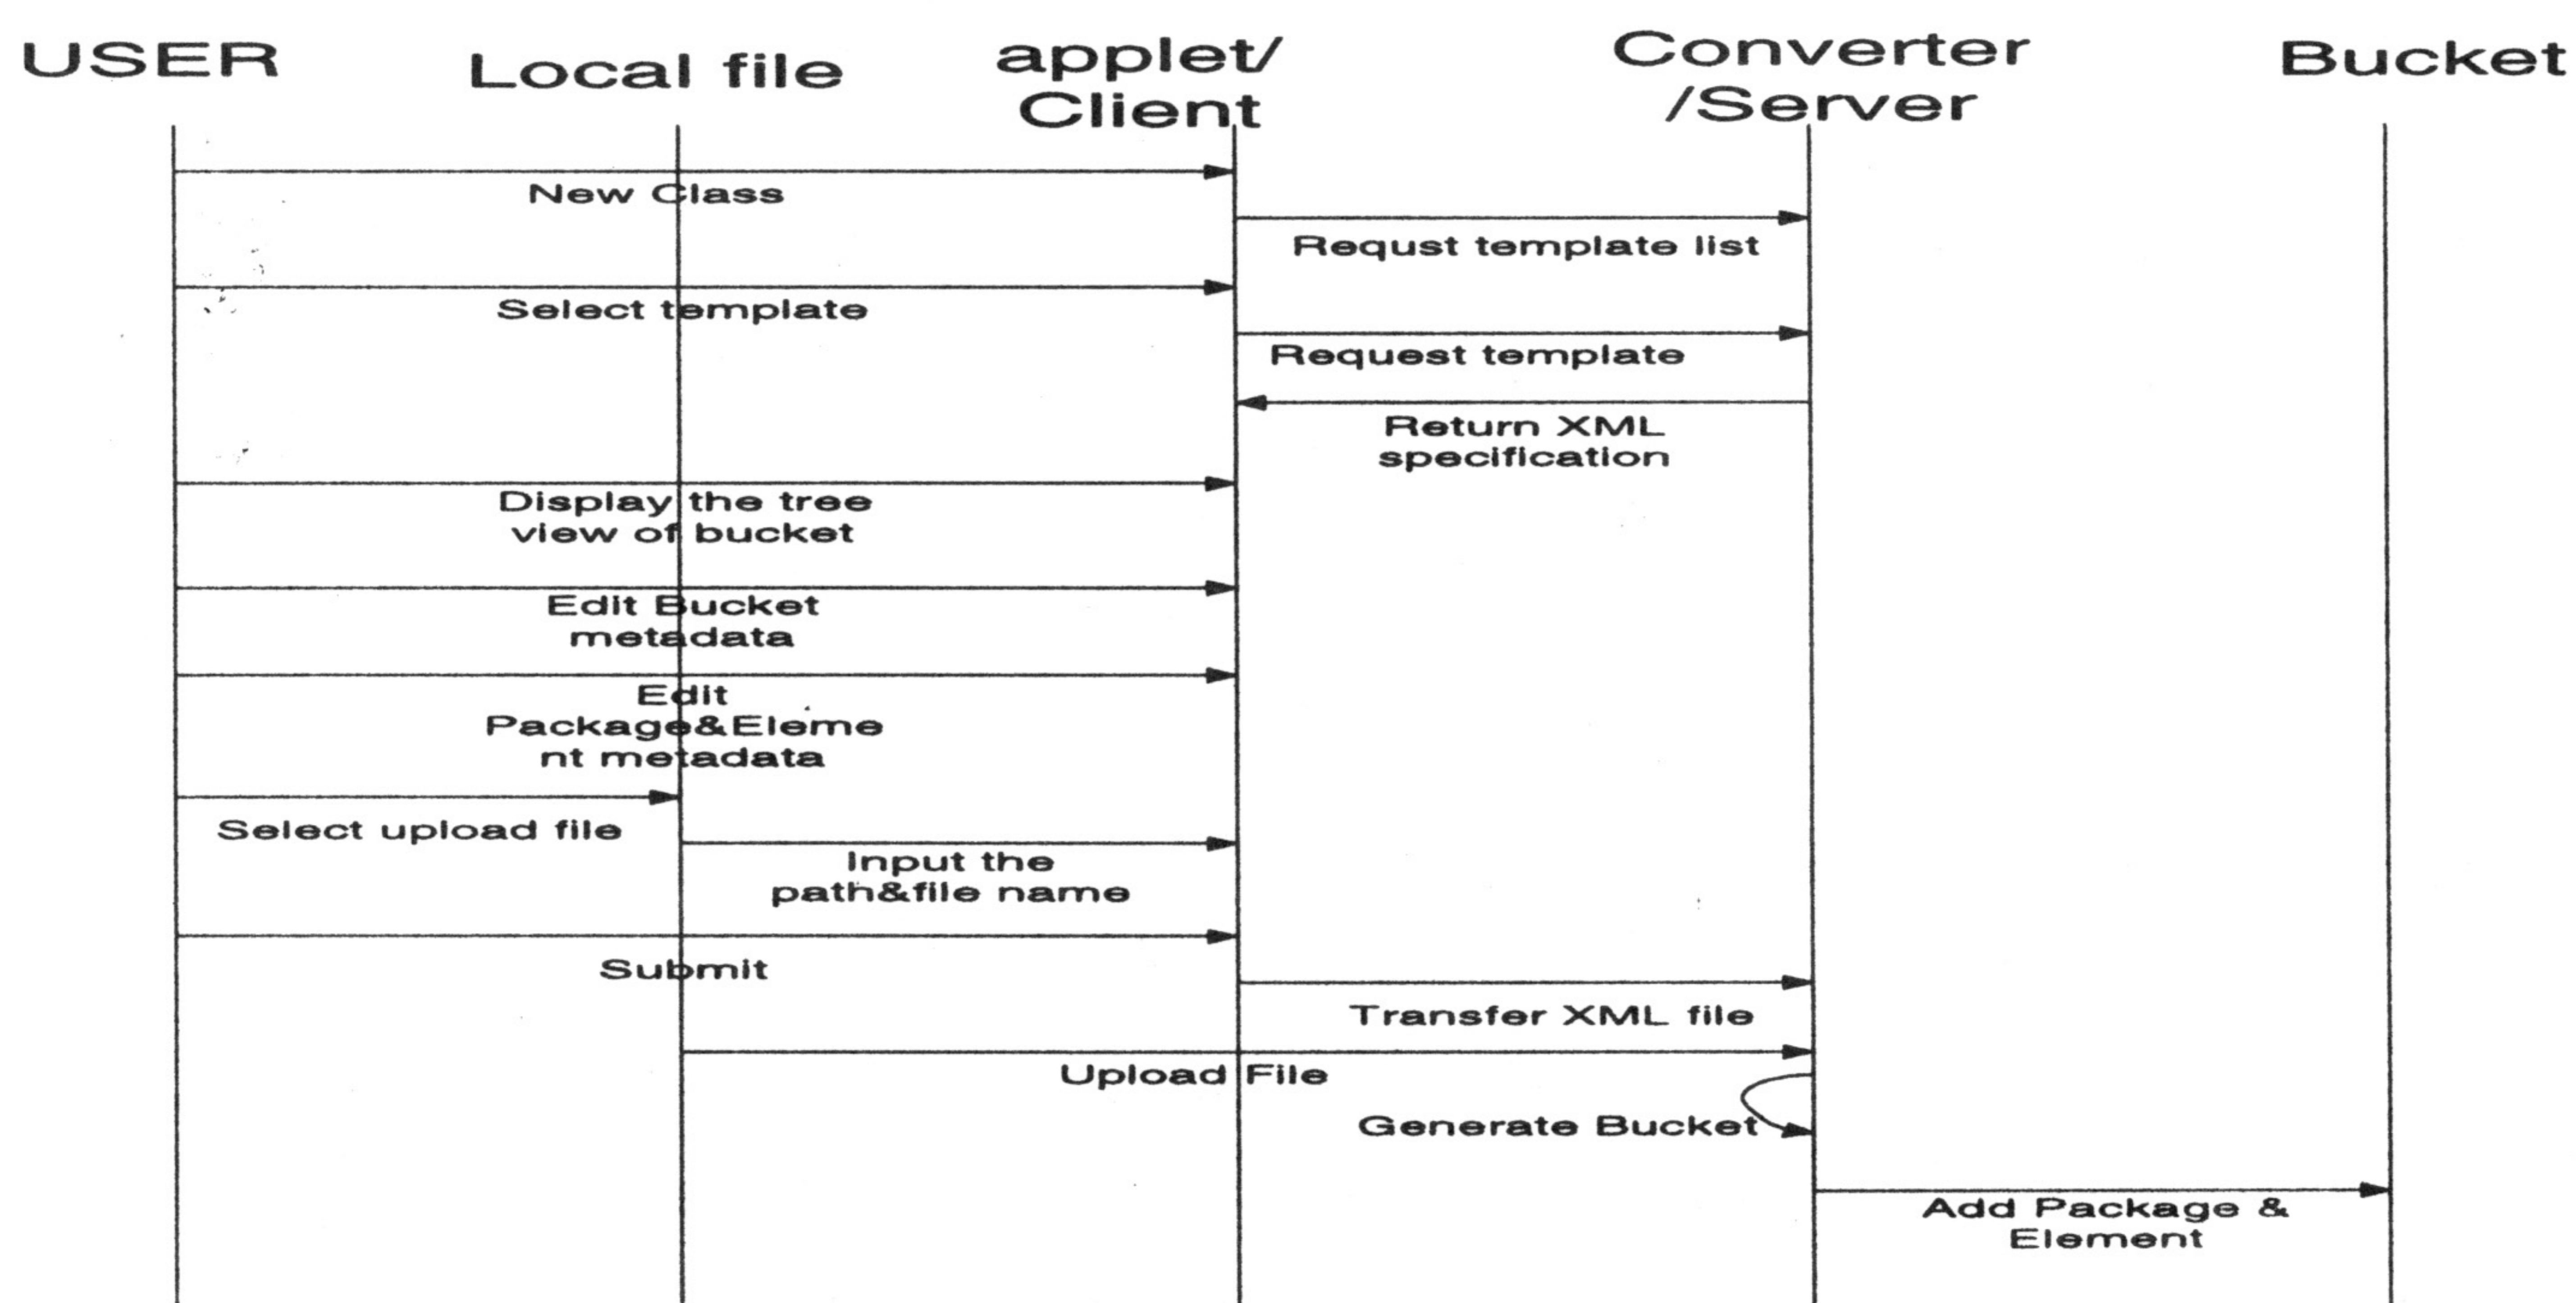 USER
Local file
applet/
Client
Converter
/Server
Bucket
New Class
Requst template list
Select template
Request template
Return XML
specification
Display the tree
view of bucket
Edit Bucket
metadata
Edit
Package&Eleme
nt metadata
Select upload file
Input the
path&file name
Submit
Transfer XML file
Upload File
Generate Bucket
Add Package &
Element